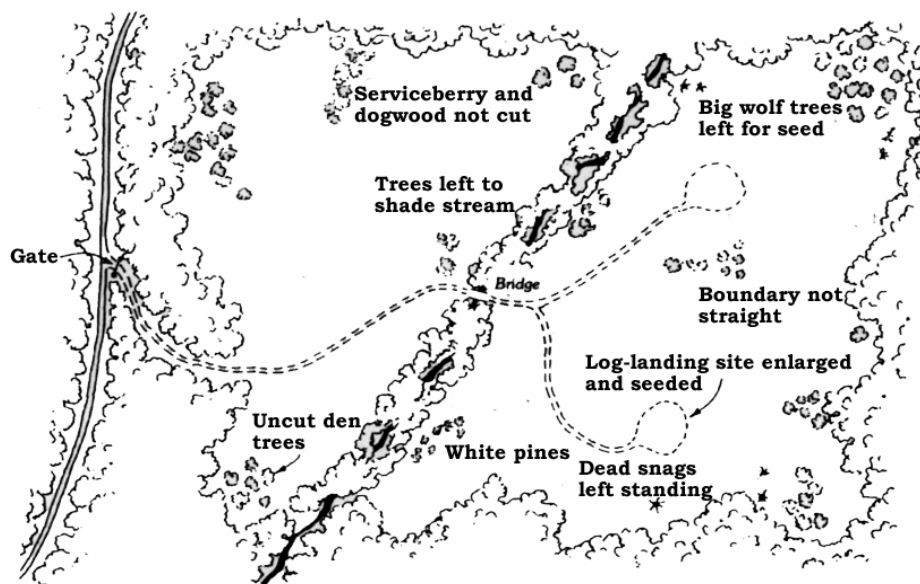 Serviceberry and
dogwood not cut
Big wolf trees
left for seed
Trees left to
shade stream
Gate
Bridge
Boundary not
straight
Log-landing site enlarged
and seeded
Uncut den
trees
White pines
Dead snags
left standing